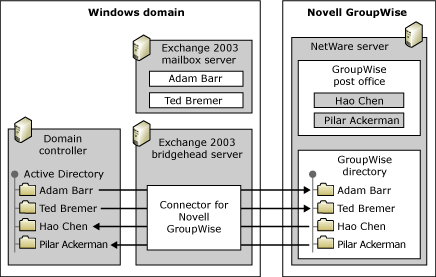 Windows domain
Exchange 2003
mailbox server
Adam Barr
Ted Bremer
Domain
controller
Active Directory
Adam Barr
Ted Bremer
Hao Chen
Pilar Ackerman
Exchange 2003
bridgehead server
Connector for
Novell
GroupWise
Novell GroupWise
NetWare server
GroupWise
post office
Hao Chen
Pilar Ackerman
GroupWise
directory
Adam Barr
Ted Bremer
Hao Chen
Pilar Ackerman